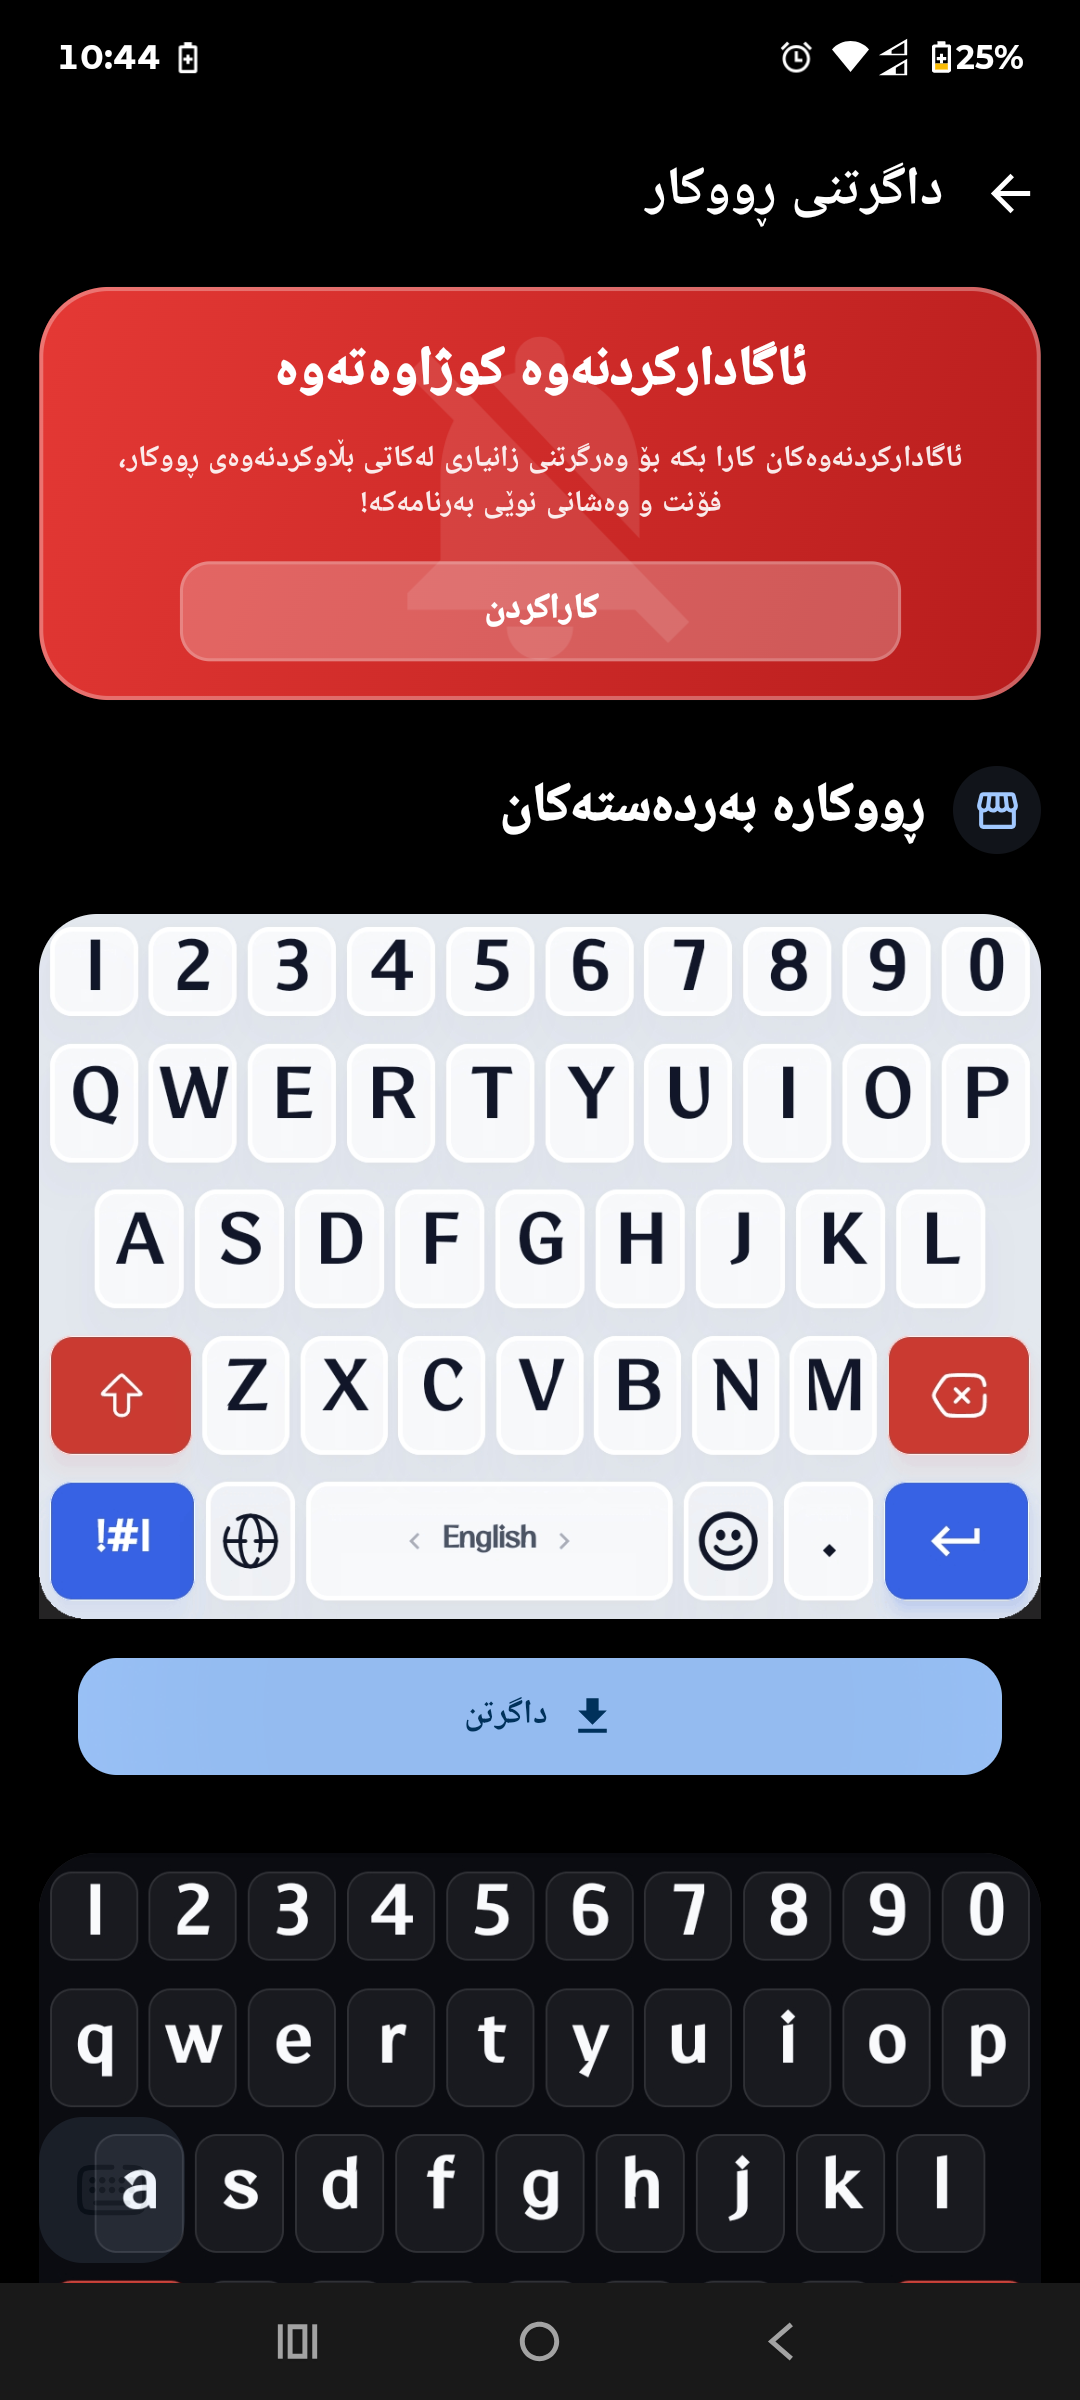 10:44
25%
داگرتنی ڕووکار
ئاگادارکردنەوە کوژاوەتەوە
ئاگادارکردنەوەکان کارا بکە بۆ وەرگرتنی زانیاری لەکاتی بڵاوکردنەوەی ڕووکار،
فۆنت و وەشانی نوێی بەرنامەکە!
کاراکردن
ڕووکارە بەردەستەکان
1 2 3 4 5 6 7 8 9 0
Q W E R T Y U I O P
A S D F G H J K L
Z X C V B N M
!#1 English .
داگرتن
1 2 3 4 5 6 7 8 9 0
q w e r t y u i o p
a s d f g h j k l